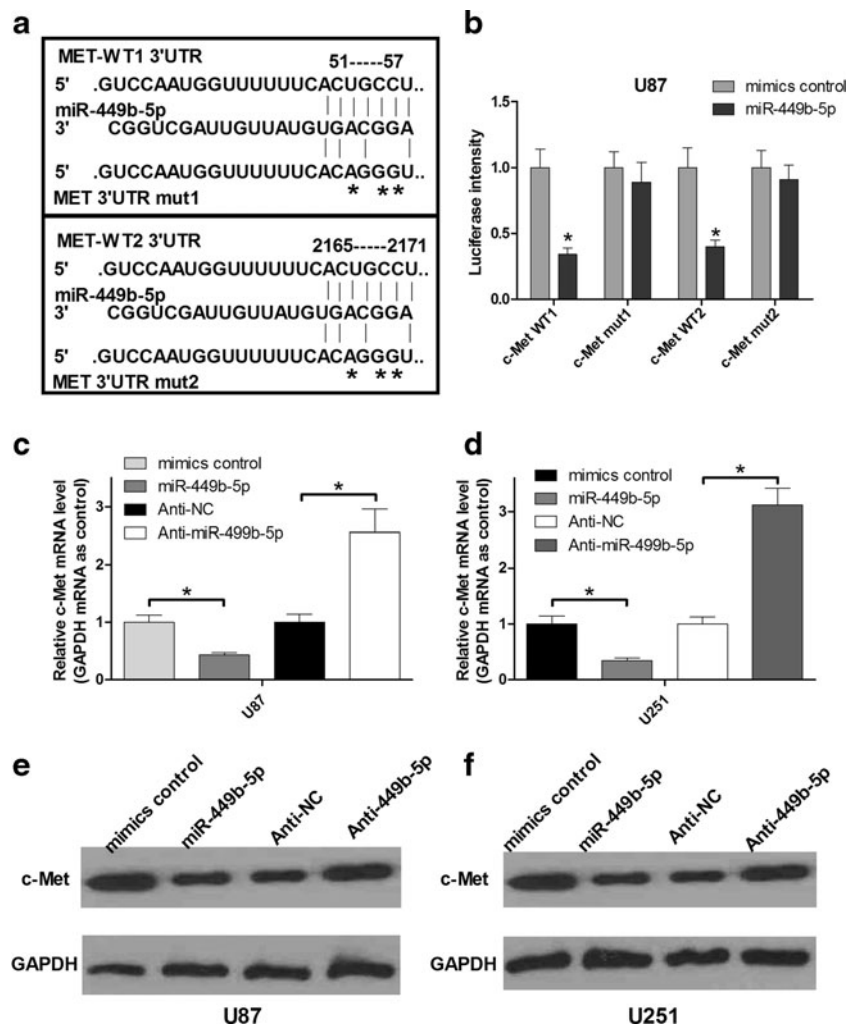 a
MET-WT1 3'UTR
51-----57
5' .GUCCAAUGGUUUUUUCACUGCCU..
miR-449b-5p
3' CGGUCGAUUGUUAUGUGACGGA
5' .GUCCAAUGGUUUUUUCACAGGGU..
MET 3'UTR mut1
* **
MET-WT2 3'UTR
2165-----2171
5' .GUCCAAUGGUUUUUUCACUGCCU..
miR-449b-5p
3' CGGUCGAUUGUUAUGUGACGGA
5' .GUCCAAUGGUUUUUUCACAGGGU..
MET 3'UTR mut2
* **
b
U87
mimics control
miR-449b-5p
Luciferase intensity
1.5
1.0
0.5
0.0
*
*
c-Met WT1
c-Met mut1
c-Met WT2
c-Met mut2
c
mimics control
miR-449b-5p
Anti-NC
Anti-miR-499b-5p
Relative c-Met mRNA level
(GAPDH mRNA as control)
3
2
1
0
*
*
U87
d
mimics control
miR-449b-5p
Anti-NC
Anti-miR-499b-5p
Relative c-Met mRNA level
(GAPDH mRNA as control)
3
2
1
0
*
*
U251
e
mimics control
miR-449b-5p
Anti-NC
Anti-449b-5p
c-Met
GAPDH
U87
f
mimics control
miR-449b-5p
Anti-NC
Anti-449b-5p
c-Met
GAPDH
U251